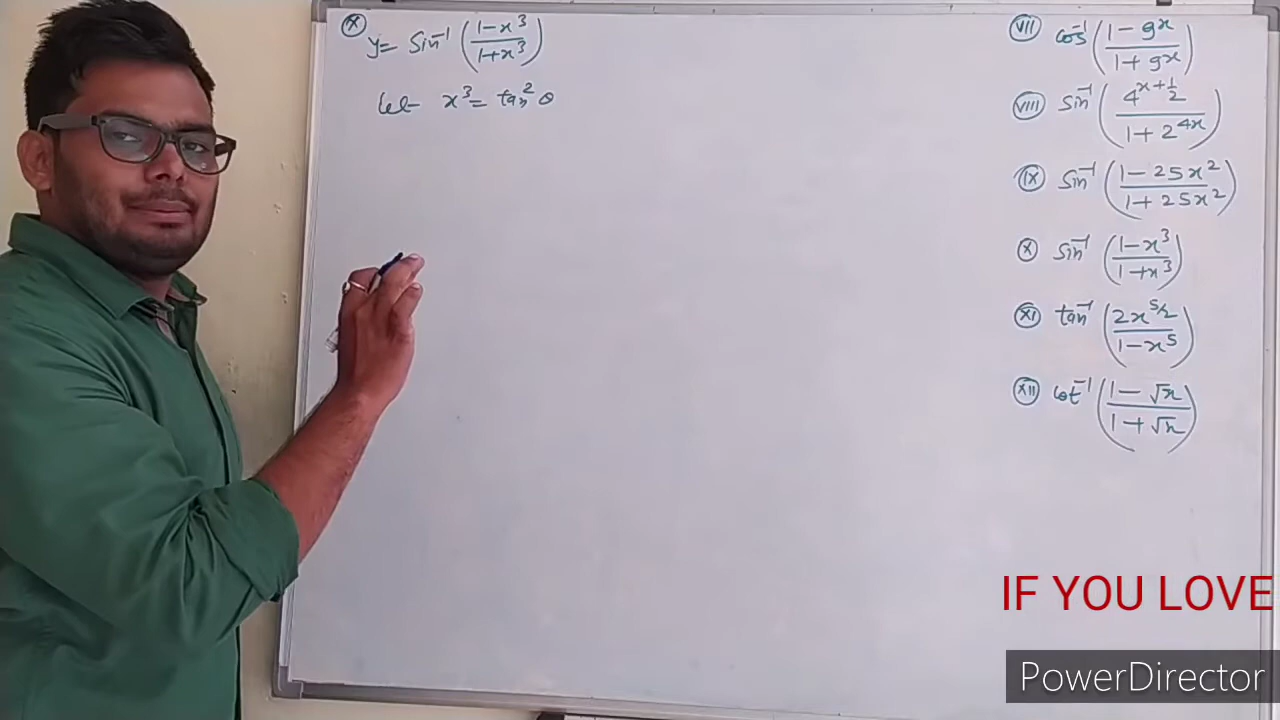 (X) y= Sin⁻¹ ((1-x³)/(1+x³))
Let x³= tan²θ
(VII) cos⁻¹ ((1-9ˣ)/(1+9ˣ))
(VIII) Sin⁻¹ (4^(x+1/2)/(1+2^(4x)))
(IX) Sin⁻¹ ((1-25x²)/(1+25x²))
(X) Sin⁻¹ ((1-x³)/(1+x³))
(XI) tan⁻¹ (2x^(5/2)/(1-x⁵))
(XII) cot⁻¹ ((1-√x)/(1+√x))
IF YOU LOVE
PowerDirector